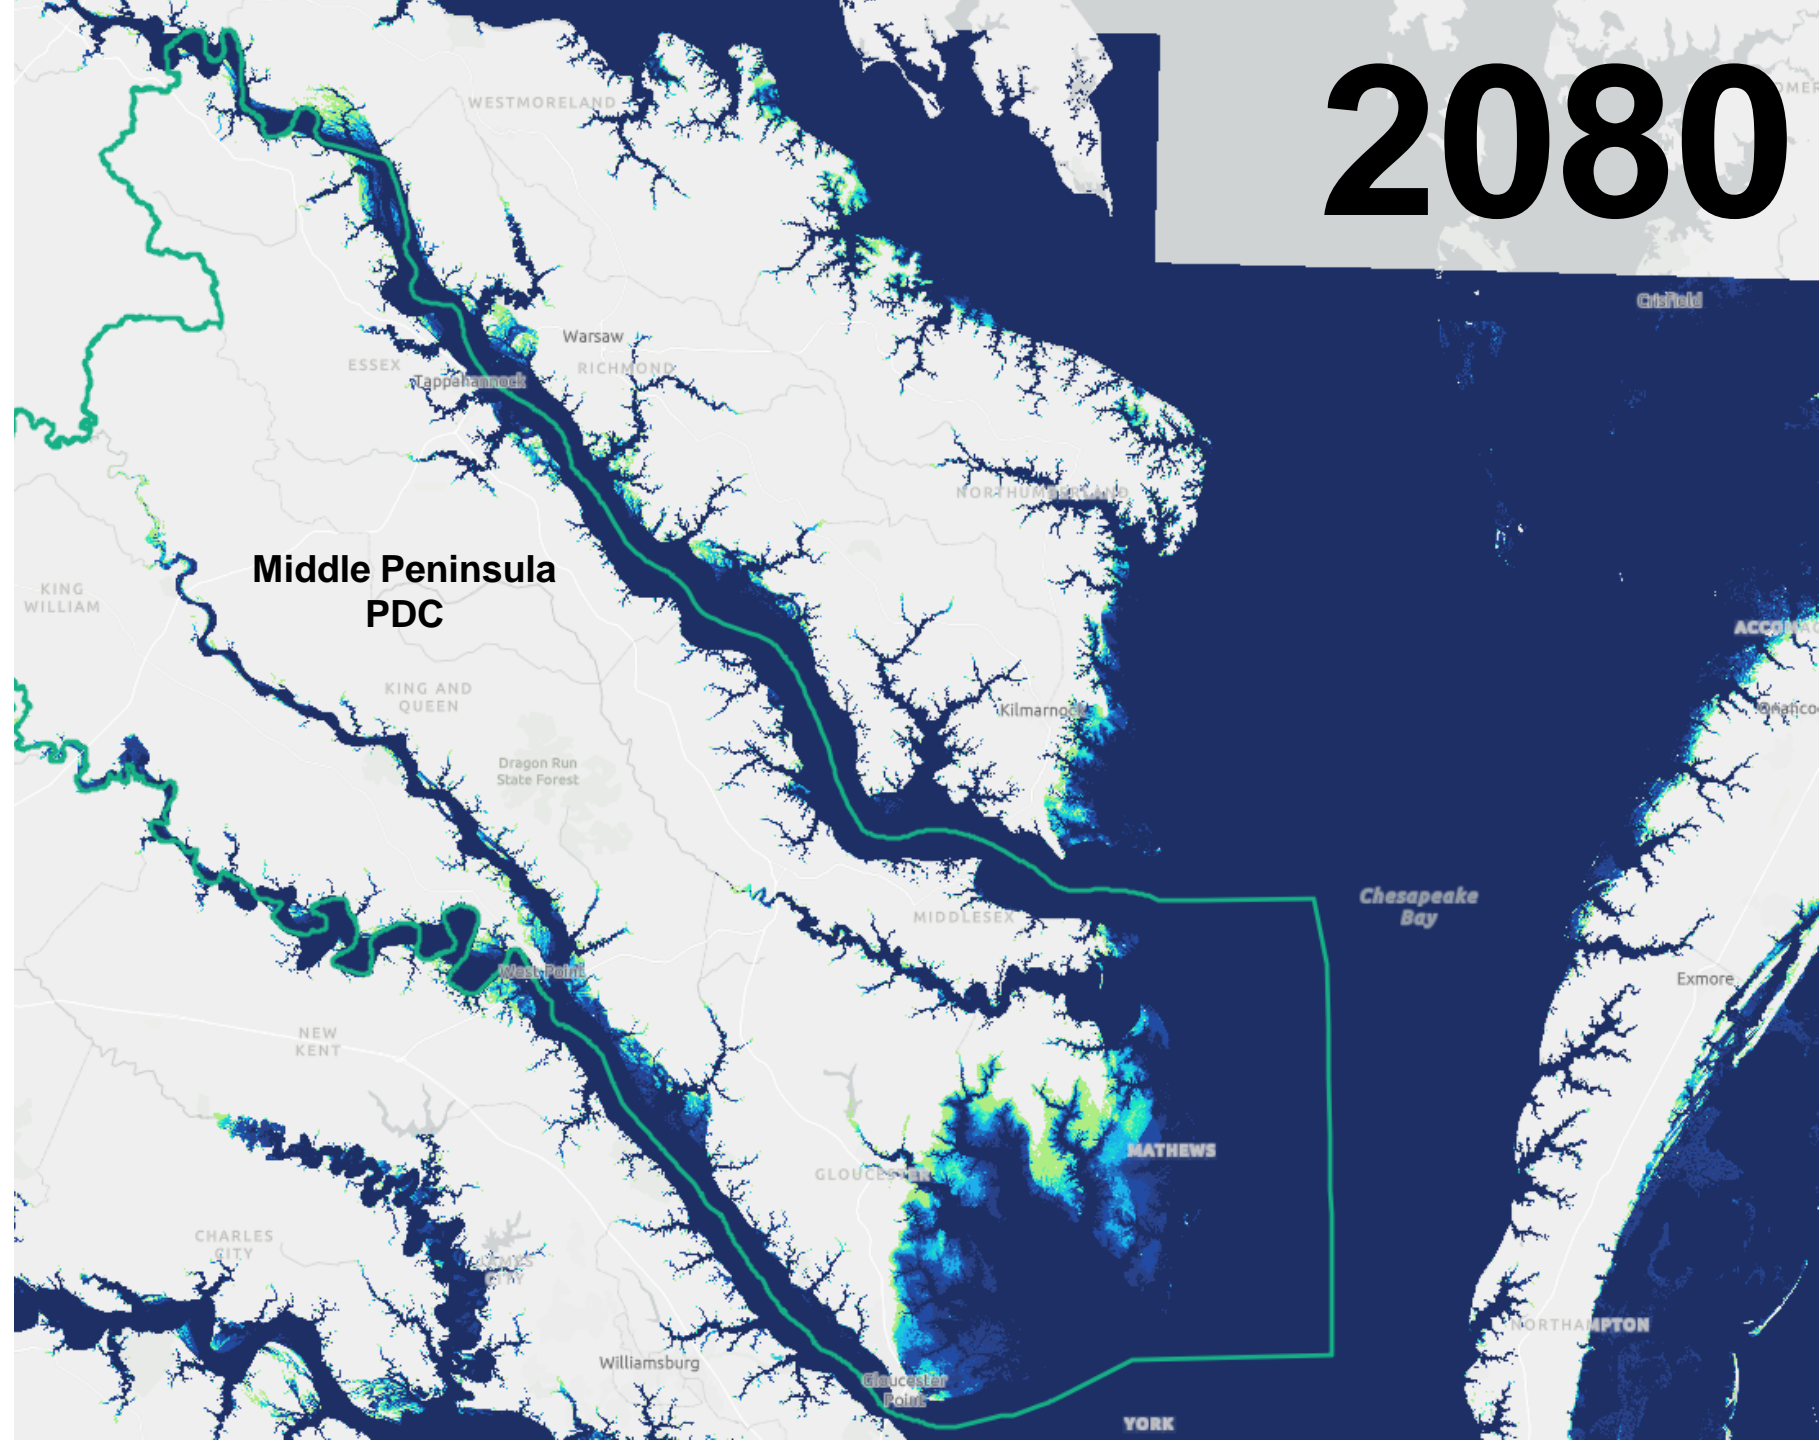 2080
WESTMORELAND
Crisfield
Warsaw
ESSEX
RICHMOND
Tappahannock
NORTHUMBERLAND
Middle Peninsula
PDC
KING
WILLIAM
KING AND
QUEEN
Kilmarnock
Dragon Run
State Forest
MIDDLESEX
Chesapeake
Bay
West Point
Exmore
NEW
KENT
MATHEWS
GLOUCESTER
CHARLES
CITY
JAMES
CITY
NORTHAMPTON
Williamsburg
Gloucester
Point
YORK